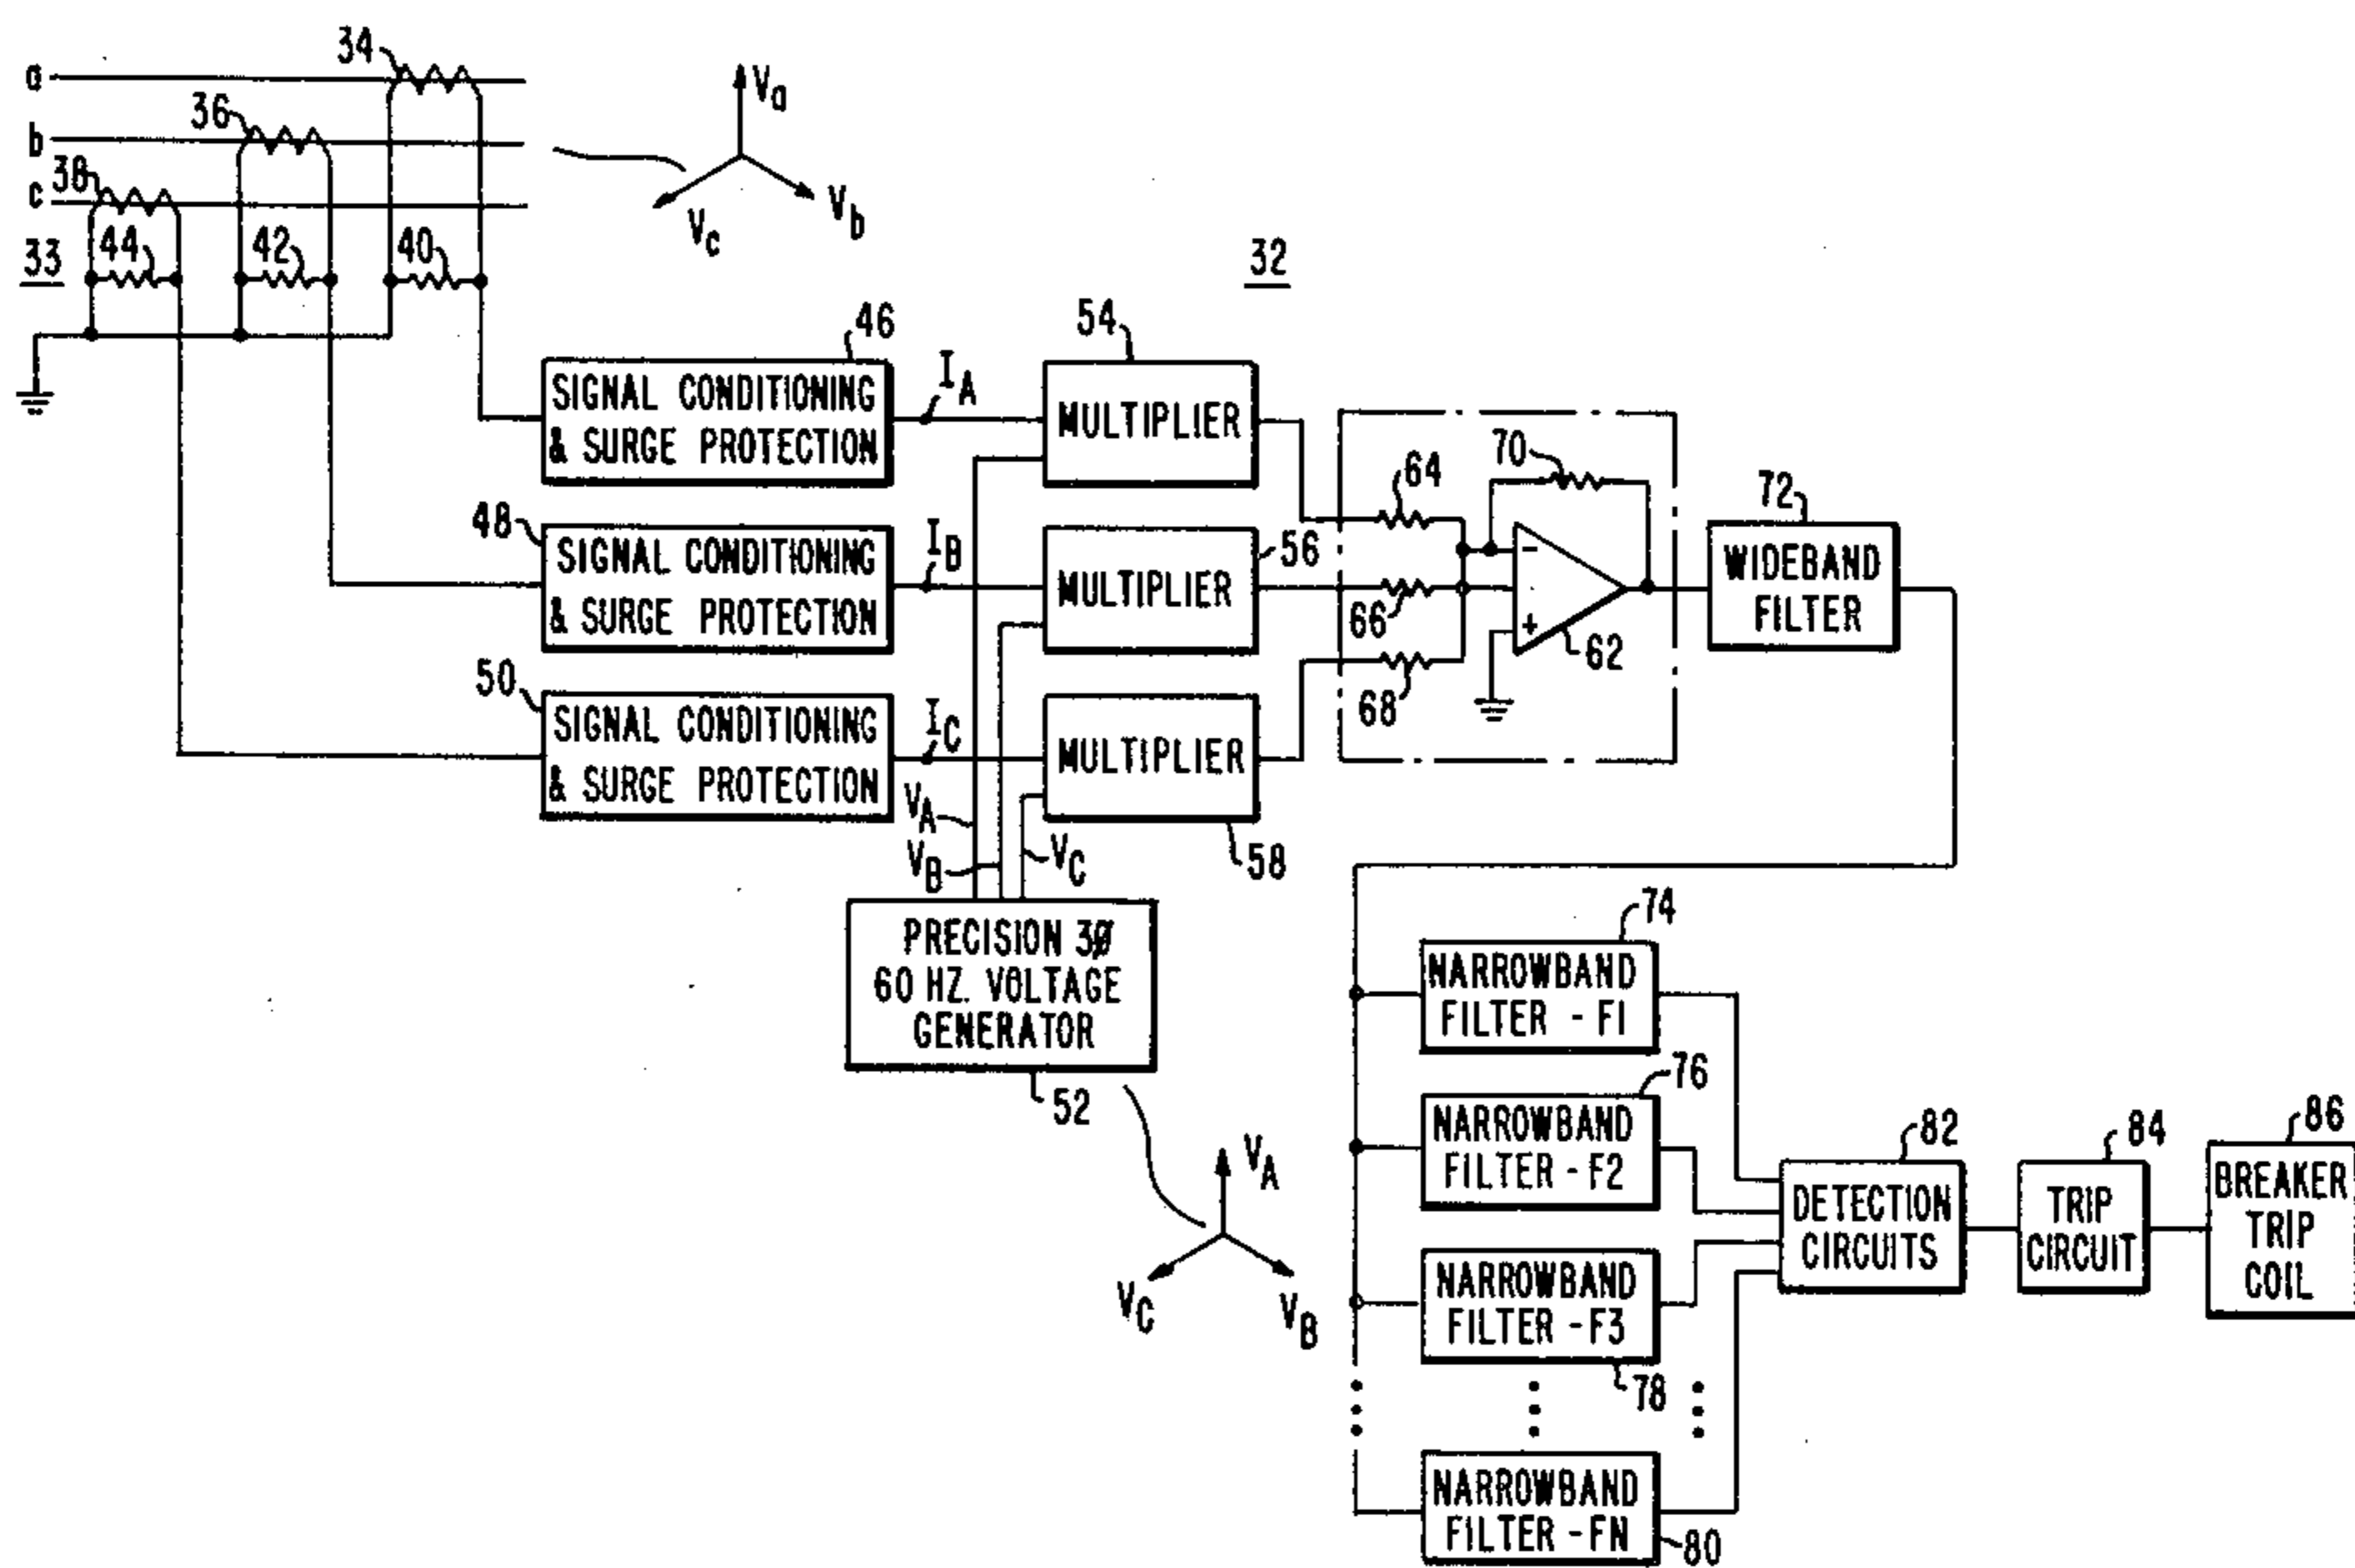 34
a
36
b
38
c
33
44
42
40
Va
Vb
Vc
32
46
SIGNAL CONDITIONING
& SURGE PROTECTION
IA
54
MULTIPLIER
48
SIGNAL CONDITIONING
& SURGE PROTECTION
IB
MULTIPLIER
56
50
SIGNAL CONDITIONING
& SURGE PROTECTION
IC
MULTIPLIER
58
VA
VB
VC
64
66
68
70
-
+
62
72
WIDEBAND
FILTER
PRECISION 3Ø
60 HZ. VOLTAGE
GENERATOR
52
VA
VC
VB
74
NARROWBAND
FILTER - F1
76
NARROWBAND
FILTER - F2
NARROWBAND
FILTER - F3
78
NARROWBAND
FILTER - FN
80
82
DETECTION
CIRCUITS
84
TRIP
CIRCUIT
86
BREAKER
TRIP
COIL